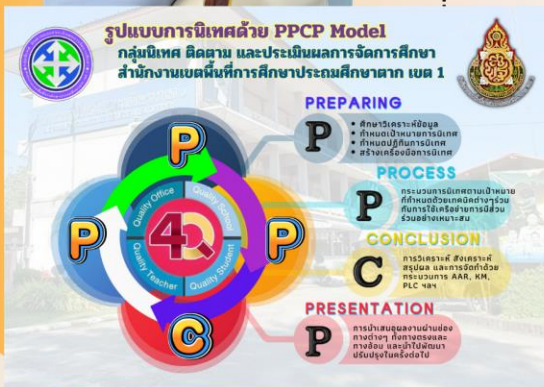 รูปแบบการนิเทศด้วย PPCP Model
กลุ่มนิเทศ ติดตาม และประเมินผลการจัดการศึกษา
สำนักงานเขตพื้นที่การศึกษาประถมศึกษาตาก เขต 1
PREPARING
P
• ศึกษาวิเคราะห์ข้อมูล
• กำหนดเป้าหมายการนิเทศ
• กำหนดปฏิทินการนิเทศ
• สร้างเครื่องมือการนิเทศ
PROCESS
P
กระบวนการนิเทศตามเป้าหมาย
ที่กำหนดด้วยเทคนิคต่างๆร่วม
กับการใช้เครือข่ายการมีส่วน
ร่วมอย่างเหมาะสม
CONCLUSION
C
การวิเคราะห์ สังเคราะห์
สรุปผล และการจัดทำด้วย
กระบวนการ AAR, KM,
PLC ฯลฯ
PRESENTATION
P
การนำเสนอผลงานผ่านช่อง
ทางต่างๆ ทั้งทางตรงและ
ทางอ้อม และนำไปพัฒนา
ปรับปรุงในครั้งต่อไป
P
Quality Office
Quality School
P
4Q
P
Quality Teacher
Quality Student
C